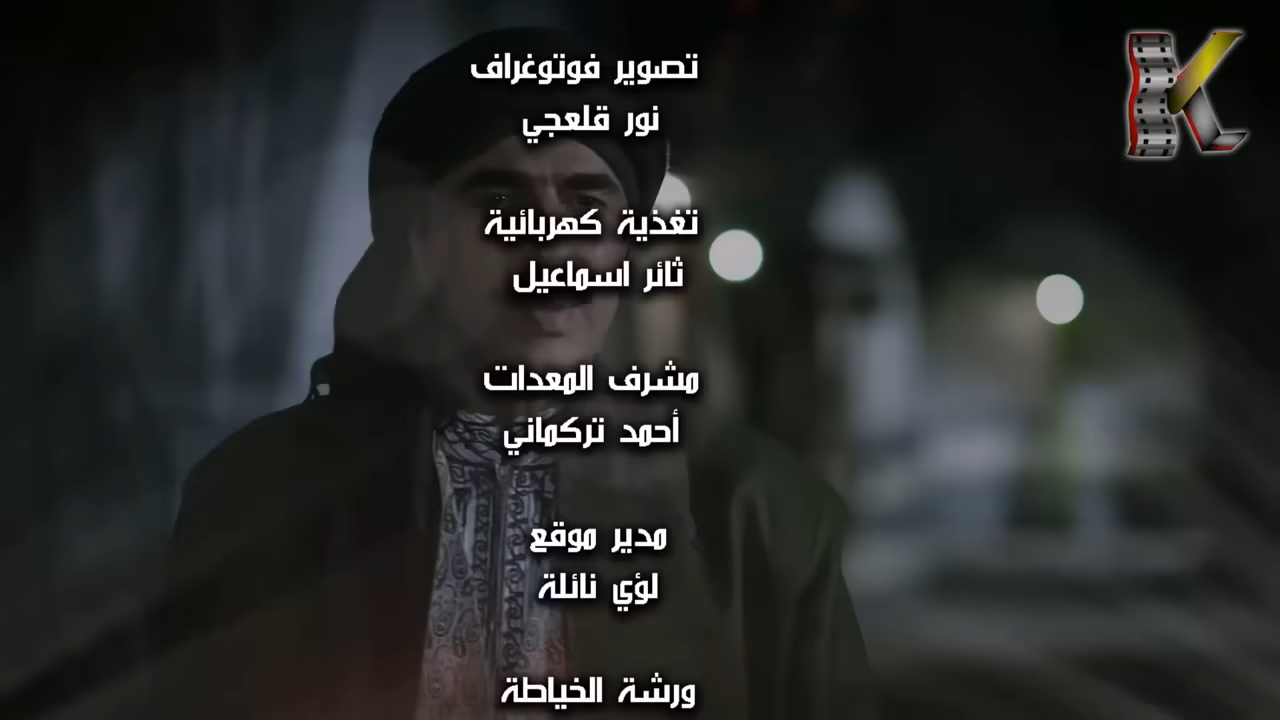 تصوير فوتوغراف
نور قلعجي
تغذية كهربائية
ثائر اسماعيل
مشرف المعدات
أحمد تركماني
مدير موقع
لؤي نائلة
ورشة الخياطة
K